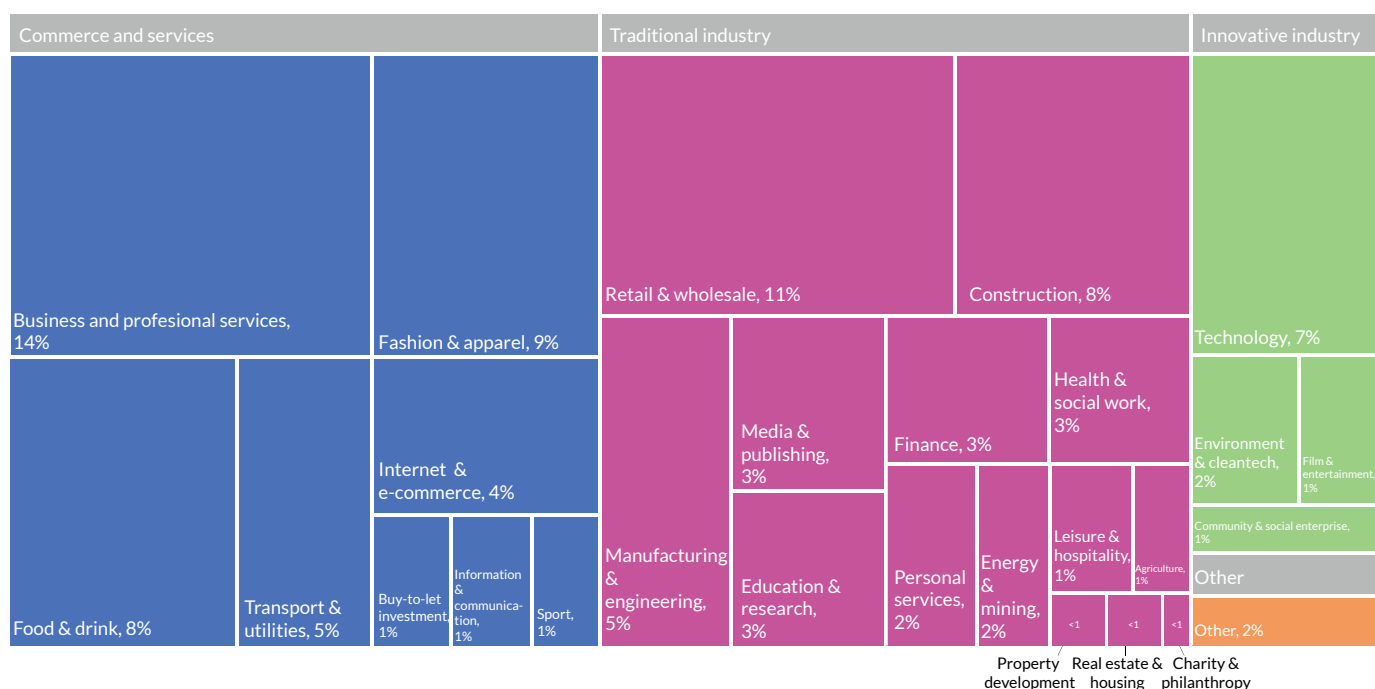 Commerce and services
Traditional industry
Innovative industry
Business and profesional services,
14%
Fashion & apparel, 9%
Food & drink, 8%
Transport &
utilities, 5%
Internet &
e-commerce, 4%
Buy-to-let
investment,
1%
Information
&
communica-
tion,
1%
Sport,
1%
Retail & wholesale, 11%
Construction, 8%
Manufacturing
&
engineering,
5%
Media &
publishing,
3%
Education &
research,
3%
Finance, 3%
Health &
social work,
3%
Personal
services,
2%
Energy
&
mining,
2%
Leisure &
hospitality,
1%
Agriculture,
1%
<1
<1
<1
Property
development
Real estate &
housing
Charity &
philanthropy
Technology, 7%
Environment
& cleantech,
2%
Film &
entertainment,
1%
Community & social enterprise,
1%
Other
Other, 2%